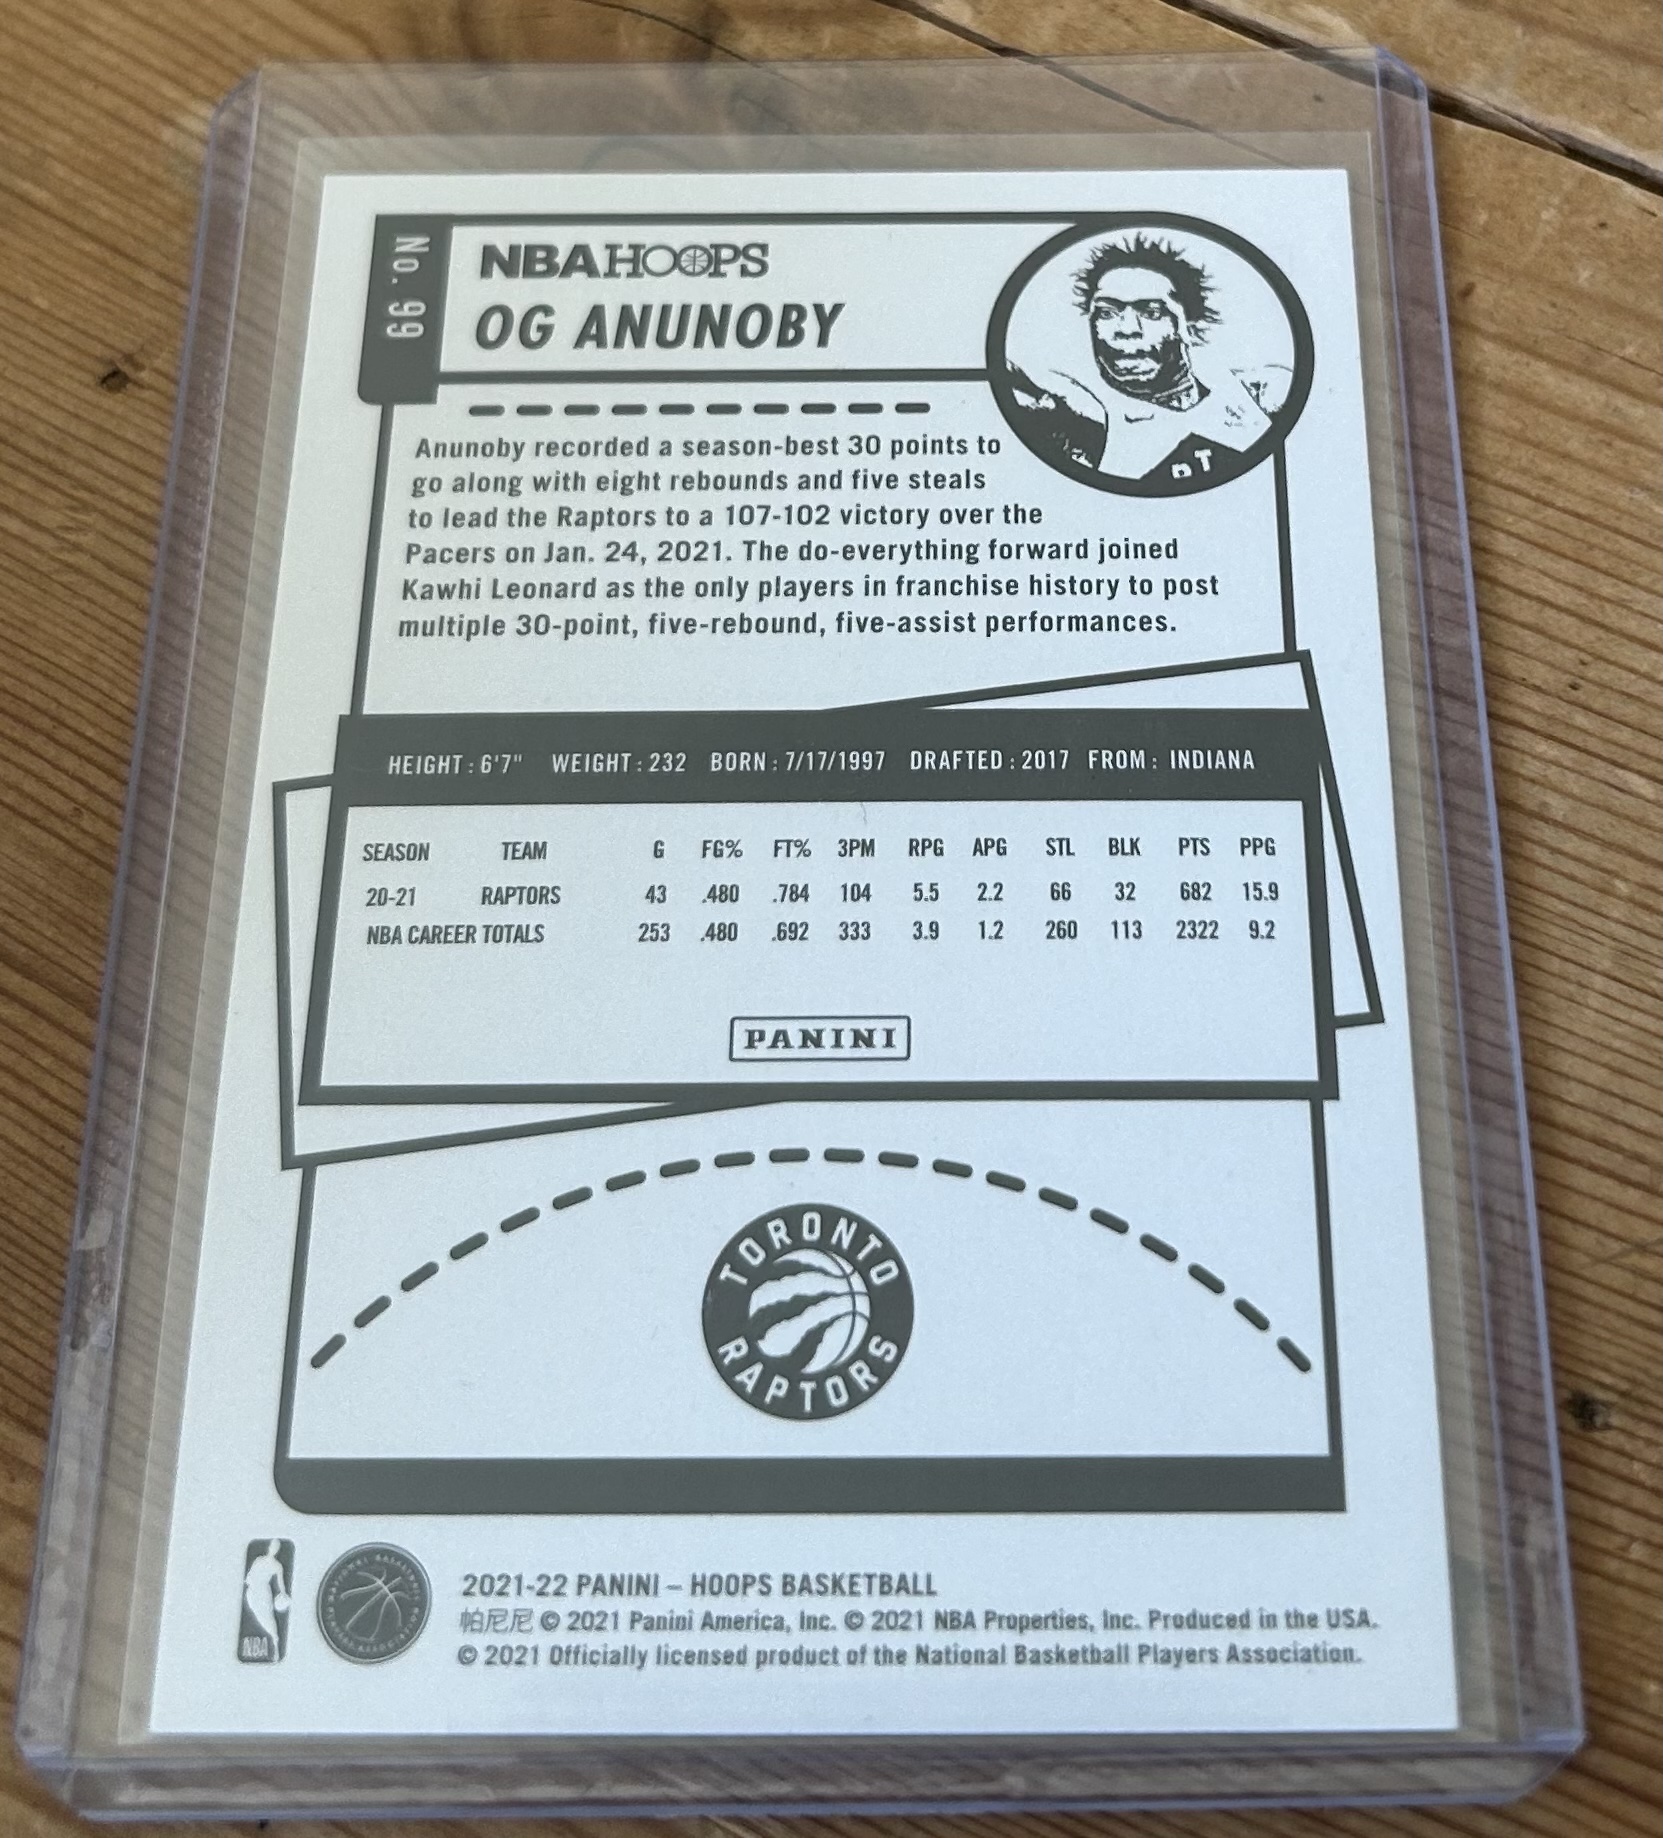 No. 99
NBA HOOPS
OG ANUNOBY
Anunoby recorded a season-best 30 points to
go along with eight rebounds and five steals
to lead the Raptors to a 107-102 victory over the
Pacers on Jan. 24, 2021. The do-everything forward joined
Kawhi Leonard as the only players in franchise history to post
multiple 30-point, five-rebound, five-assist performances.
HEIGHT : 6'7" WEIGHT : 232 BORN : 7/17/1997 DRAFTED : 2017 FROM : INDIANA
SEASON TEAM G FG% FT% 3PM RPG APG STL BLK PTS PPG
20-21 RAPTORS 43 .480 .784 104 5.5 2.2 66 32 682 15.9
NBA CAREER TOTALS 253 .480 .692 333 3.9 1.2 260 113 2322 9.2
PANINI
TORONTO
RAPTORS
NBA
2021-22 PANINI – HOOPS BASKETBALL
帕尼尼 © 2021 Panini America, Inc. © 2021 NBA Properties, Inc. Produced in the USA.
© 2021 Officially licensed product of the National Basketball Players Association.